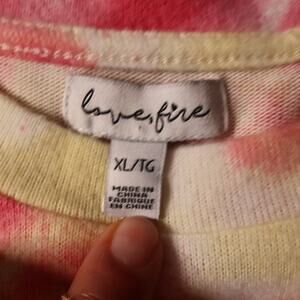 love, fire
XL/TG
MADE IN
CHINA
FABRIQUÉ
EN CHINE